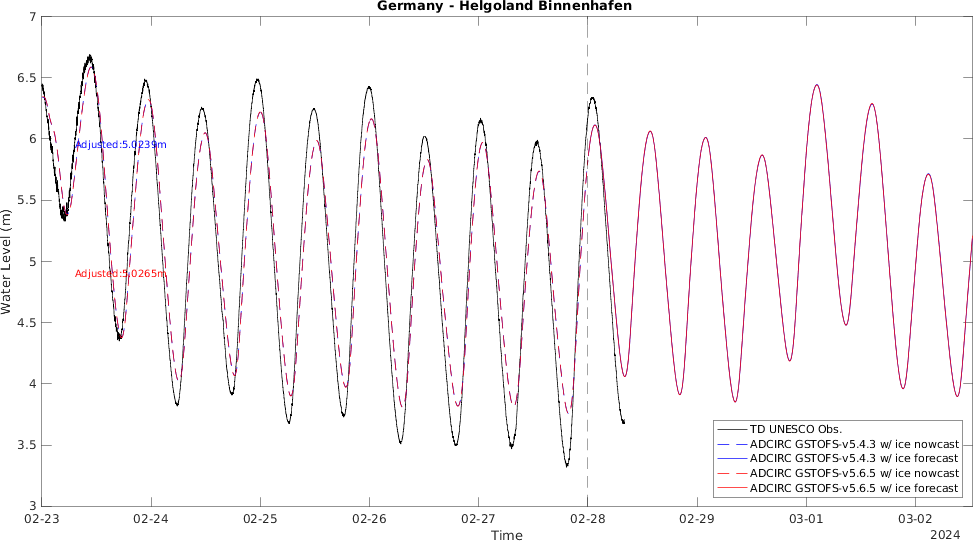 Germany - Helgoland Binnenhafen
7
6.5
6
5.5
5
4.5
4
3.5
3
Water Level (m)
Adjusted:5.0239m
Adjusted:5.0265m
TD UNESCO Obs.
ADCIRC GSTOFS-v5.4.3 w/ ice nowcast
ADCIRC GSTOFS-v5.4.3 w/ ice forecast
ADCIRC GSTOFS-v5.6.5 w/ ice nowcast
ADCIRC GSTOFS-v5.6.5 w/ ice forecast
02-23 02-24 02-25 02-26 02-27 02-28 02-29 03-01 03-02
Time
2024